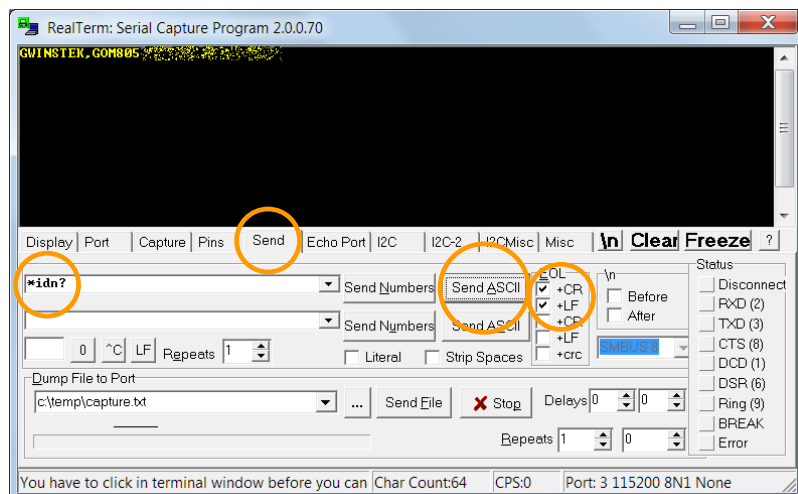 RealTerm: Serial Capture Program 2.0.0.70
GWINSTEK,GOM805
Display Port Capture Pins Send Echo Port I2C I2C-2 I2CMisc Misc \n Clear Freeze ?
*idn? Send Numbers Send ASCII
Send Numbers Send ASCII
0 ^C LF Repeats 1 Literal Strip Spaces
EOL
+CR
+LF
+CR
+LF
+crc
\n
Before
After
SMBUS 8
Status
Disconnect
RXD (2)
TXD (3)
CTS (8)
DCD (1)
DSR (6)
Ring (9)
BREAK
Error
Dump File to Port
c:\temp\capture.txt ... Send File X Stop Delays 0 0
Repeats 1 0
You have to click in terminal window before you can Char Count:64 CPS:0 Port: 3 115200 8N1 None